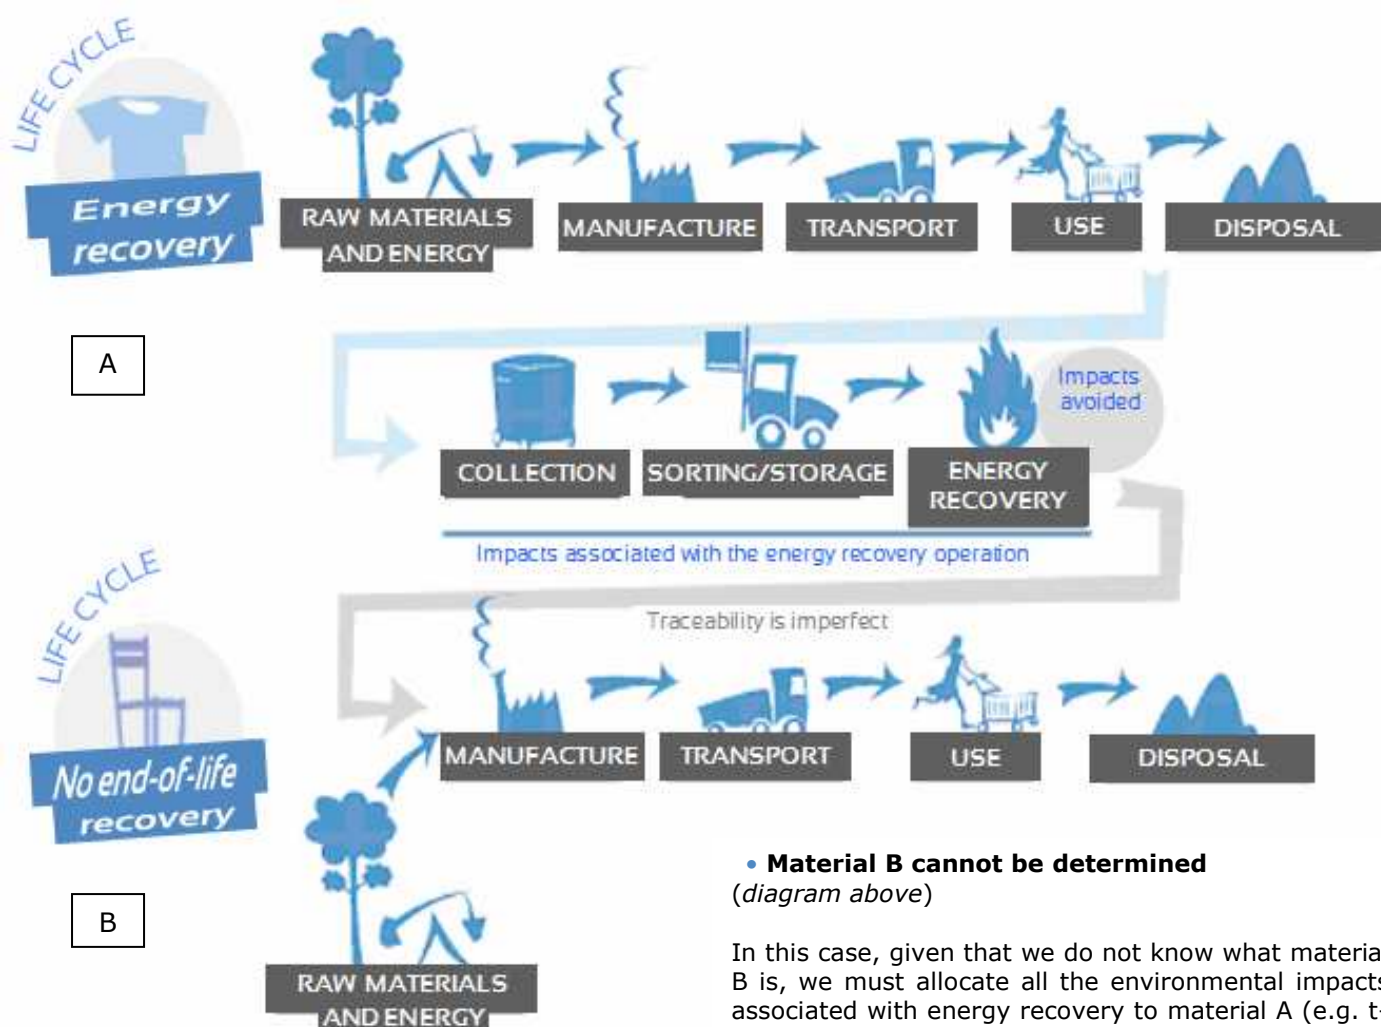 LIFE CYCLE
Energy
recovery
RAW MATERIALS
AND ENERGY
MANUFACTURE
TRANSPORT
USE
DISPOSAL
A
Impacts
avoided
COLLECTION
SORTING/STORAGE
ENERGY
RECOVERY
Impacts associated with the energy recovery operation
LIFE CYCLE
Traceability is imperfect
No end-of-life
recovery
MANUFACTURE
TRANSPORT
USE
DISPOSAL
B
RAW MATERIALS
AND ENERGY
• Material B cannot be determined
(diagram above)
In this case, given that we do not know what material
B is, we must allocate all the environmental impacts
associated with energy recovery to material A (e.g. t-